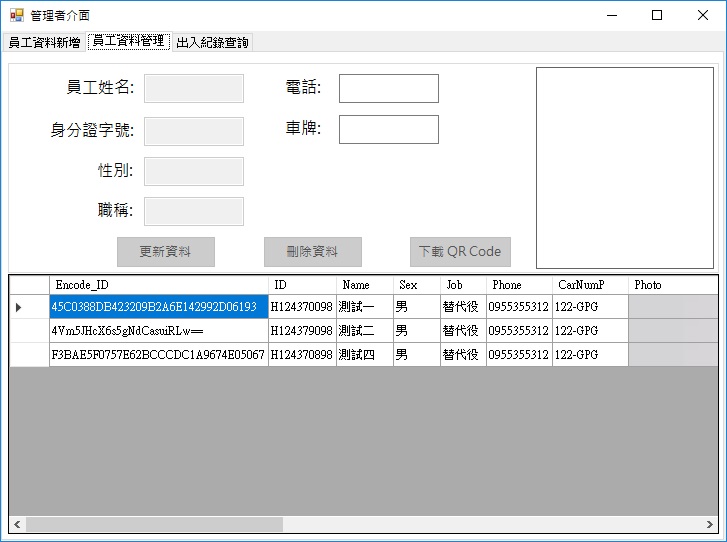 管理者介面
員工資料新增 員工資料管理 出入紀錄查詢
員工姓名: 電話:
身分證字號: 車牌:
性別:
職稱:
更新資料 刪除資料 下載 QR Code
Encode_ID ID Name Sex Job Phone CarNumP Photo
45C0388DB423209B2A6E142992D06193 H124370098 測試一 男 替代役 0955355312 122-GPG
4Vm5JHcX6s5gNdCasuiRLw== H124379098 測試二 男 替代役 0955355312 122-GPG
F3BAE5F0757E62BCCCDC1A9674E05067 H124370898 測試四 男 替代役 0955355312 122-GPG